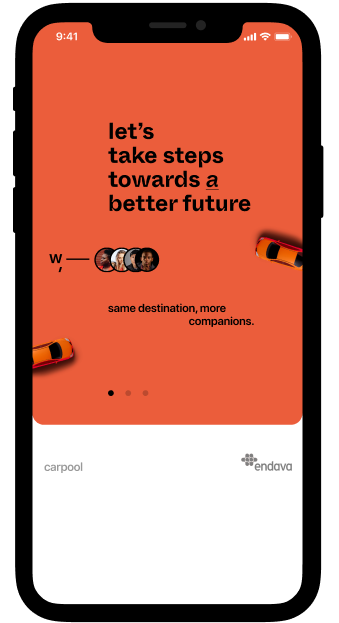 9:41
let's
take steps
towards a
better future
W,
same destination, more
companions.
carpool
endava